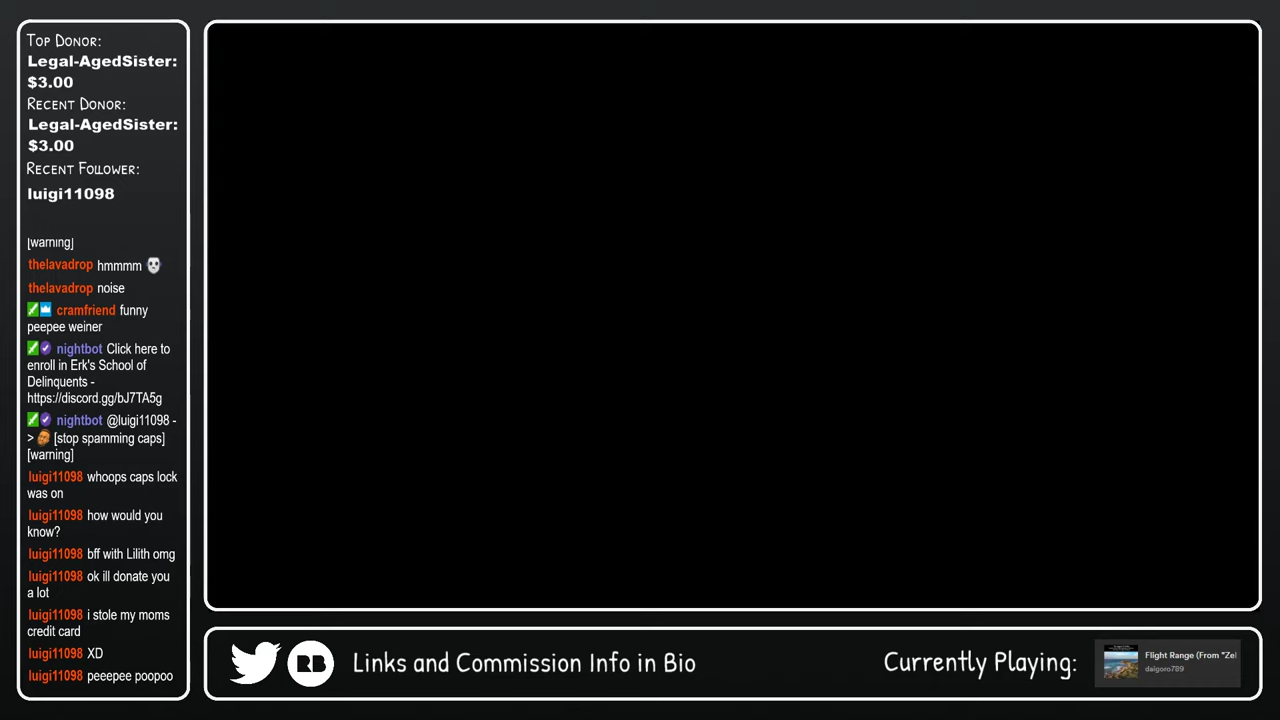 Top Donor:
Legal-AgedSister:
$3.00
Recent Donor:
Legal-AgedSister:
$3.00
Recent Follower:
luigi11098
[warning]
thelavadrop hmmmm
thelavadrop noise
cramfriend funny
peepee weiner
nightbot Click here to
enroll in Erk's School of
Delinquents -
https://discord.gg/bJ7TA5g
nightbot @luigi11098 -
> [stop spamming caps]
[warning]
luigi11098 whoops caps lock
was on
luigi11098 how would you
know?
luigi11098 bff with Lilith omg
luigi11098 ok ill donate you
a lot
luigi11098 i stole my moms
credit card
luigi11098 XD
luigi11098 peeepee poopoo
RB
Links and Commission Info in Bio
Currently Playing:
Flight Range (From "Zel
daigoro789